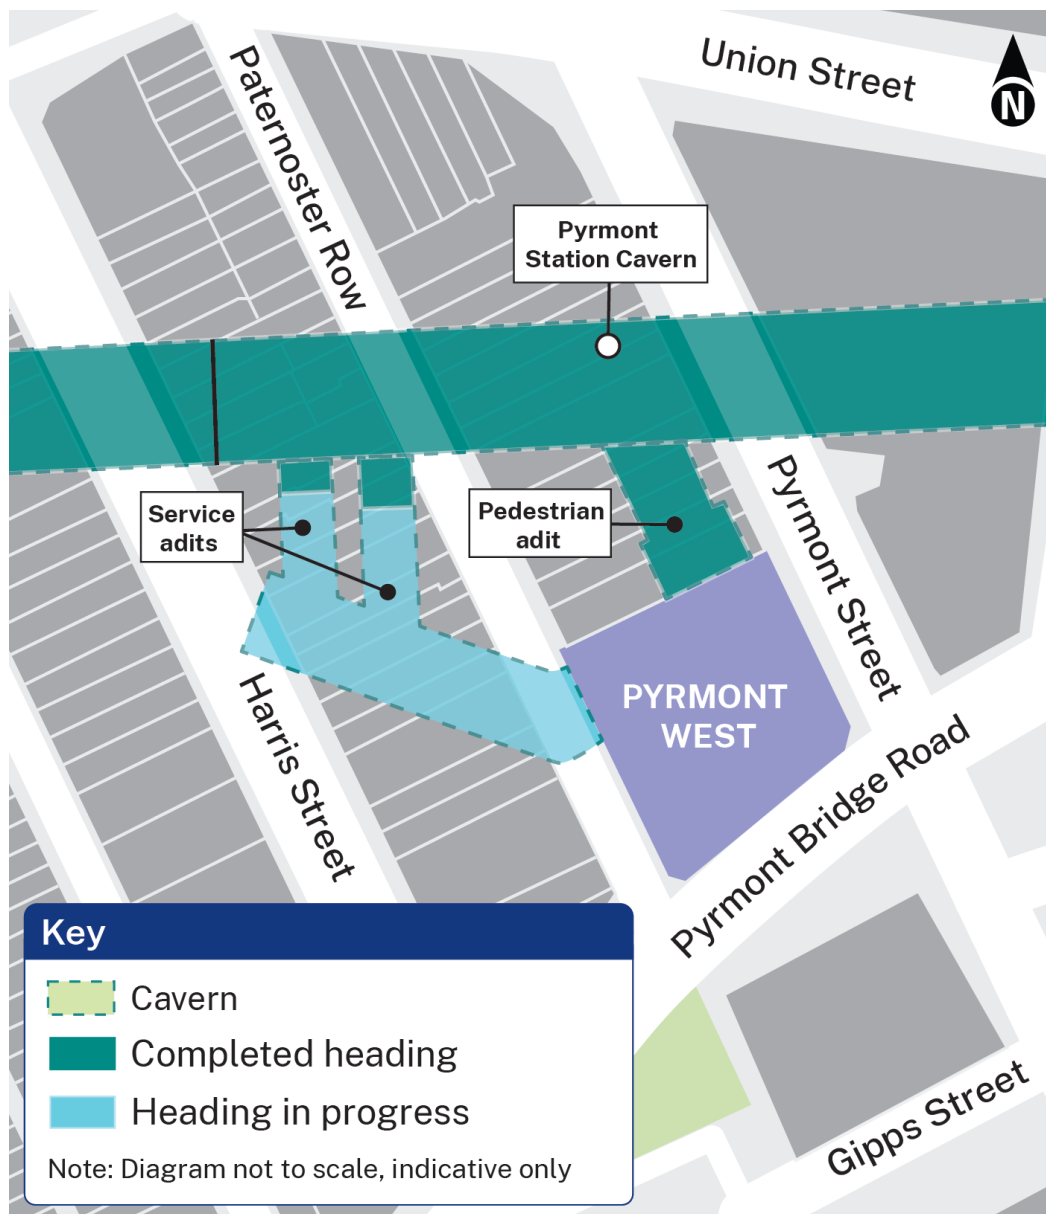 Union Street
N
Paternoster Row
Pyrmont
Station Cavern
Service
adits
Pedestrian
adit
Pyrmont Street
PYRMONT
WEST
Harris Street
Pyrmont Bridge Road
Key
Cavern
Completed heading
Heading in progress
Note: Diagram not to scale, indicative only
Gipps Street